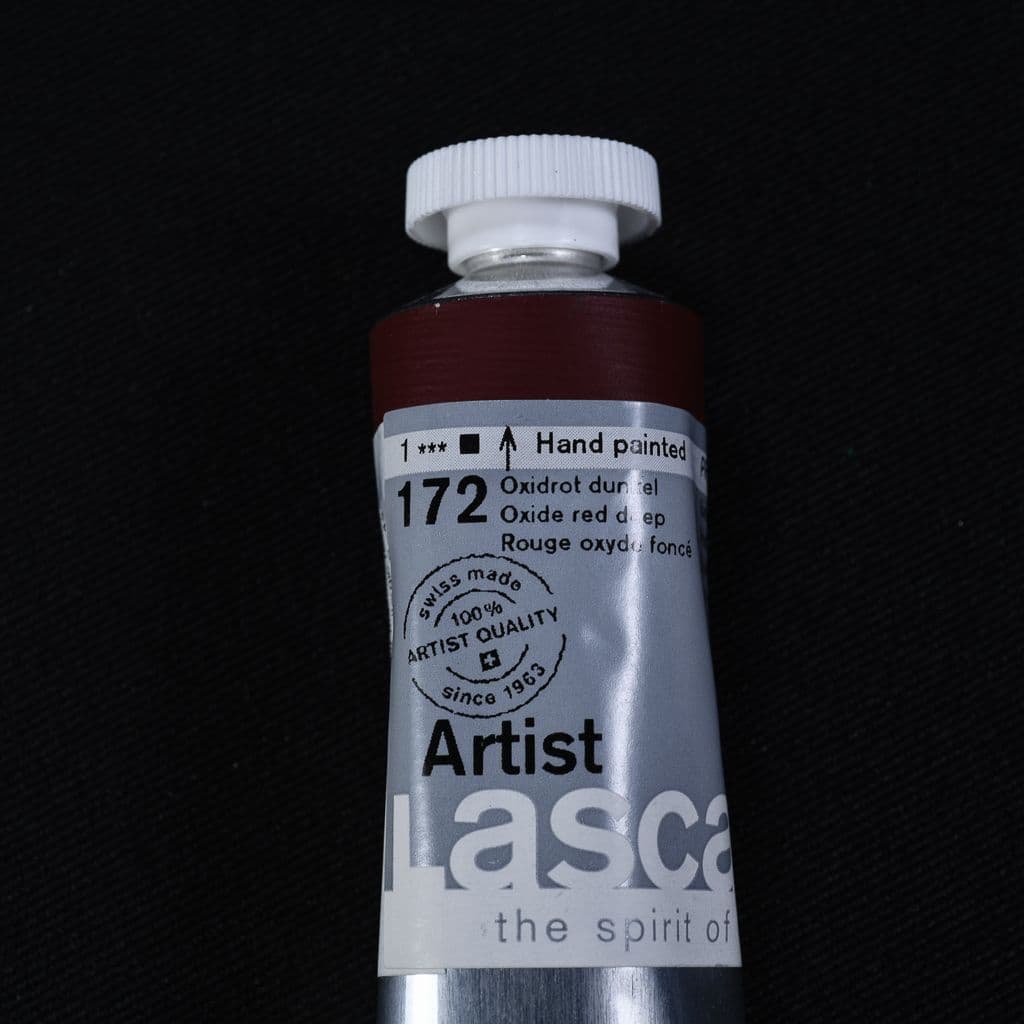 1 *** ■ ↑ Hand painted
172
Oxidrot dunkel
Oxide red deep
Rouge oxyde foncé
swiss made
100%
ARTIST QUALITY
since 1963
Artist
Lasca
the spirit of